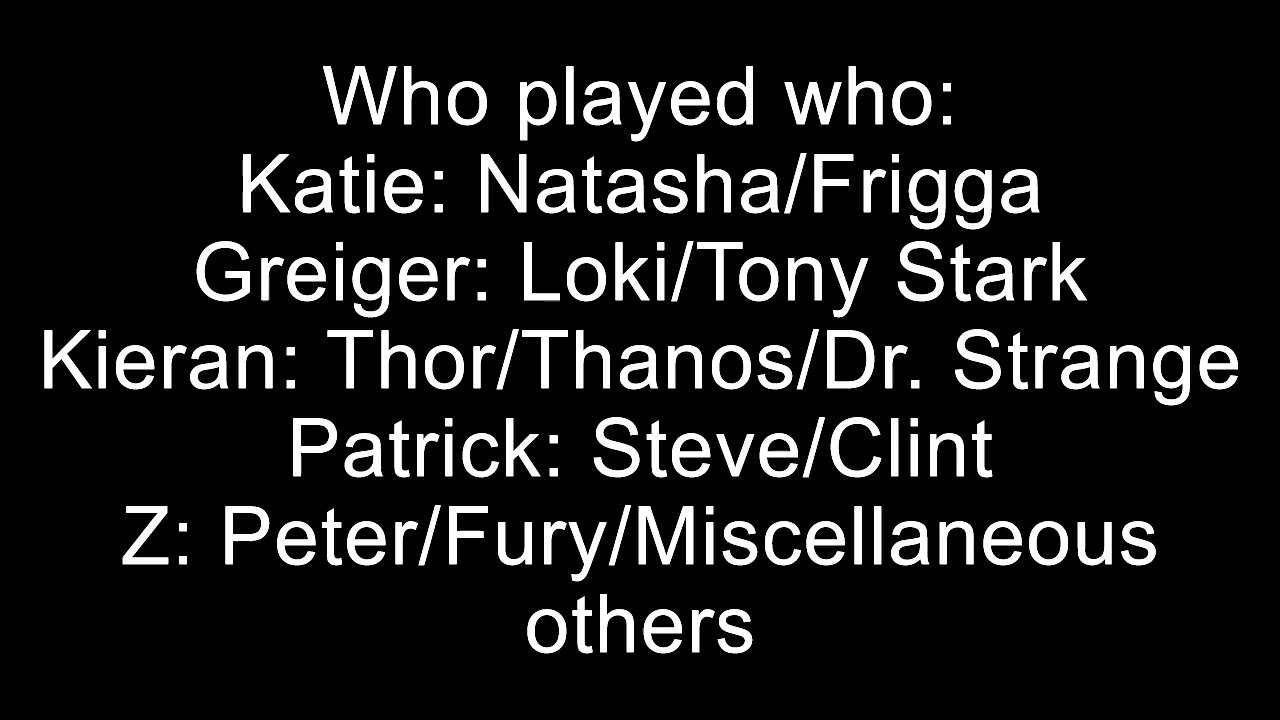 Who played who:
Katie: Natasha/Frigga
Greiger: Loki/Tony Stark
Kieran: Thor/Thanos/Dr. Strange
Patrick: Steve/Clint
Z: Peter/Fury/Miscellaneous
others